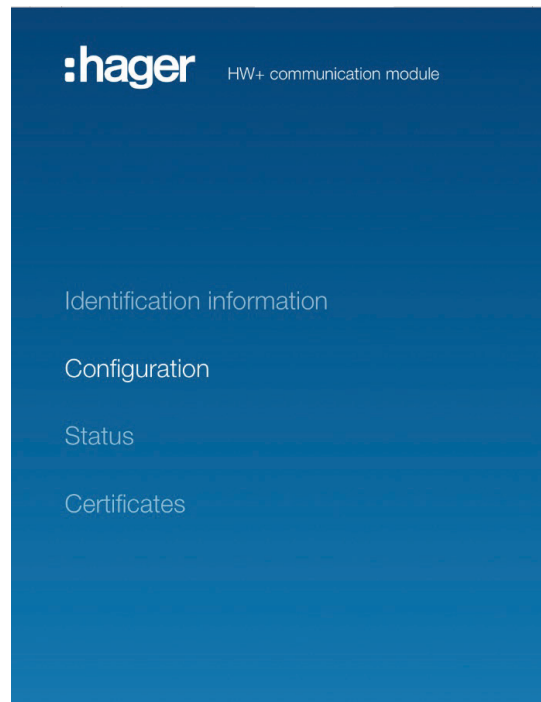 :hager HW+ communication module
Identification information
Configuration
Status
Certificates